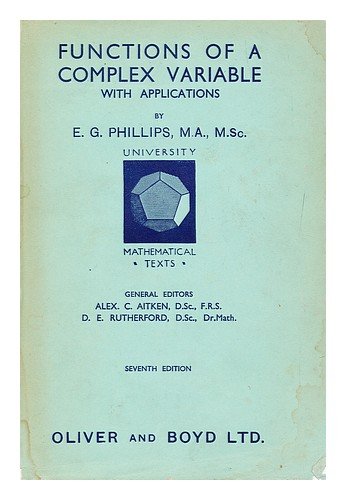 FUNCTIONS OF A
COMPLEX VARIABLE
WITH APPLICATIONS
BY
E. G. PHILLIPS, M.A., M.Sc.
UNIVERSITY
MATHEMATICAL
• TEXTS •
GENERAL EDITORS
ALEX. C. AITKEN, D.Sc., F.R.S.
D. E. RUTHERFORD, D.Sc., Dr.Math.
SEVENTH EDITION
OLIVER AND BOYD LTD.